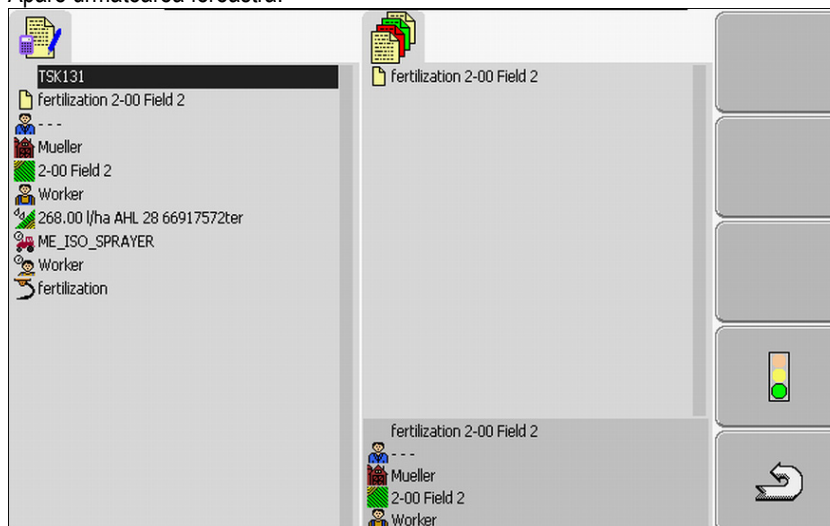 Apare următoarea fereastră:
TSK131
fertilization 2-00 Field 2
---
Mueller
2-00 Field 2
Worker
268.00 l/ha AHL 28 66917572ter
ME_ISO_SPRAYER
Worker
fertilization
fertilization 2-00 Field 2
fertilization 2-00 Field 2
---
Mueller
2-00 Field 2
Worker